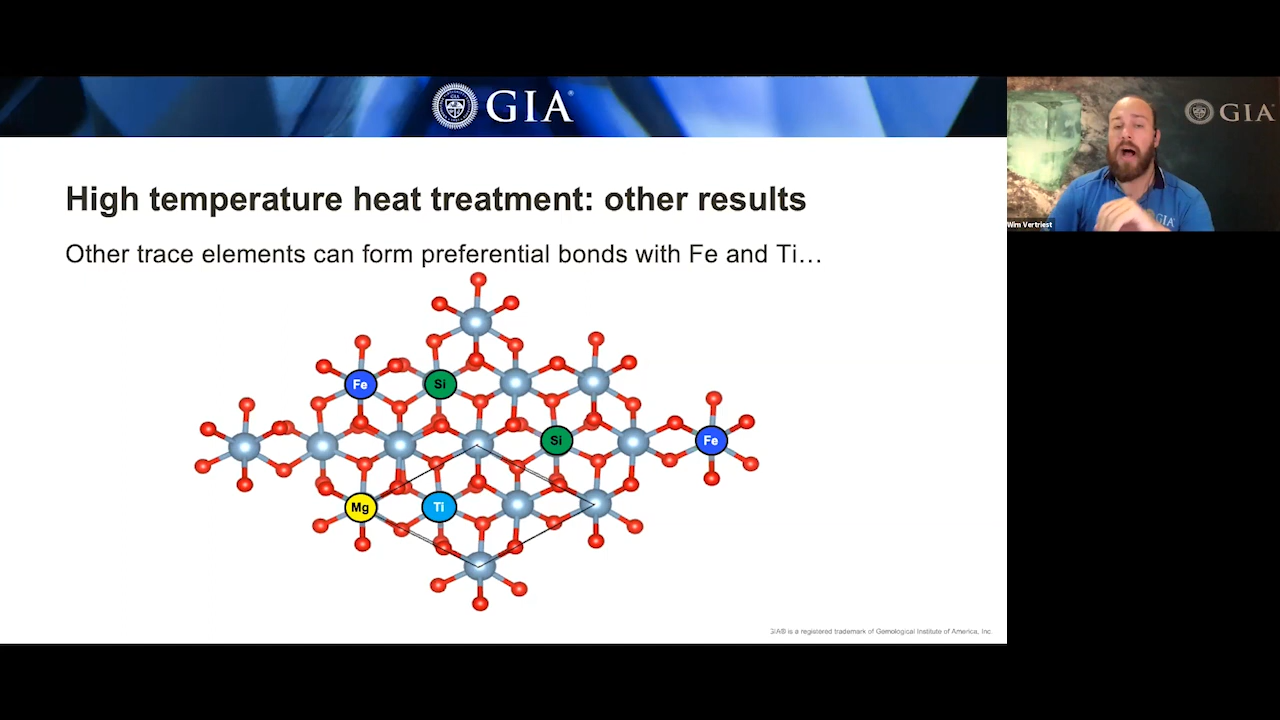 GIA®
GIA
High temperature heat treatment: other results
Other trace elements can form preferential bonds with Fe and Ti…
Fe
Si
Si
Fe
Mg
Ti
GIA
Wim Vertriest
GIA® is a registered trademark of Gemological Institute of America, Inc